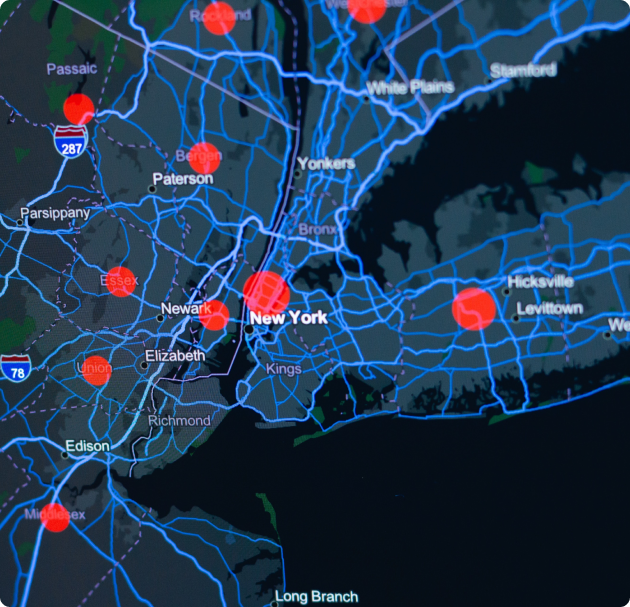 Rockland
Westchester
Passaic
Stamford
White Plains
287
Bergen
Yonkers
Paterson
Parsippany
Bronx
Essex
Hicksville
Newark
Levittown
New York
We
Elizabeth
78
Union
Kings
Richmond
Edison
Middlesex
Long Branch